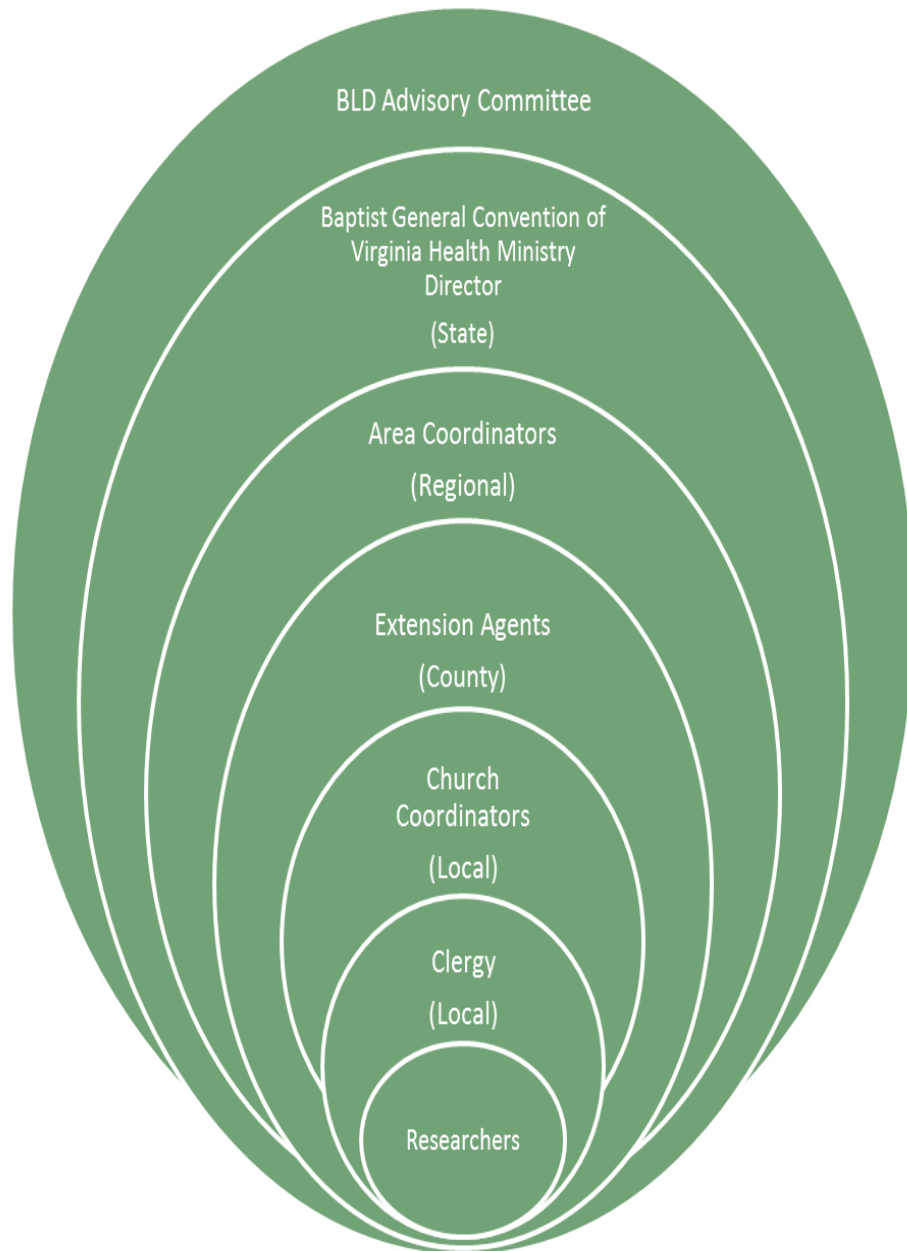 BLD Advisory Committee
Baptist General Convention of
Virginia Health Ministry
Director
(State)
Area Coordinators
(Regional)
Extension Agents
(County)
Church
Coordinators
(Local)
Clergy
(Local)
Researchers